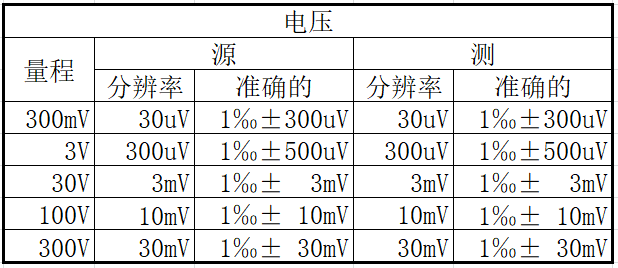 电压
量程 源 测
分辨率 准确的 分辨率 准确的
300mV 30uV 1‰±300uV 30uV 1‰±300uV
3V 300uV 1‰±500uV 300uV 1‰±500uV
30V 3mV 1‰± 3mV 3mV 1‰± 3mV
100V 10mV 1‰± 10mV 10mV 1‰± 10mV
300V 30mV 1‰± 30mV 30mV 1‰± 30mV